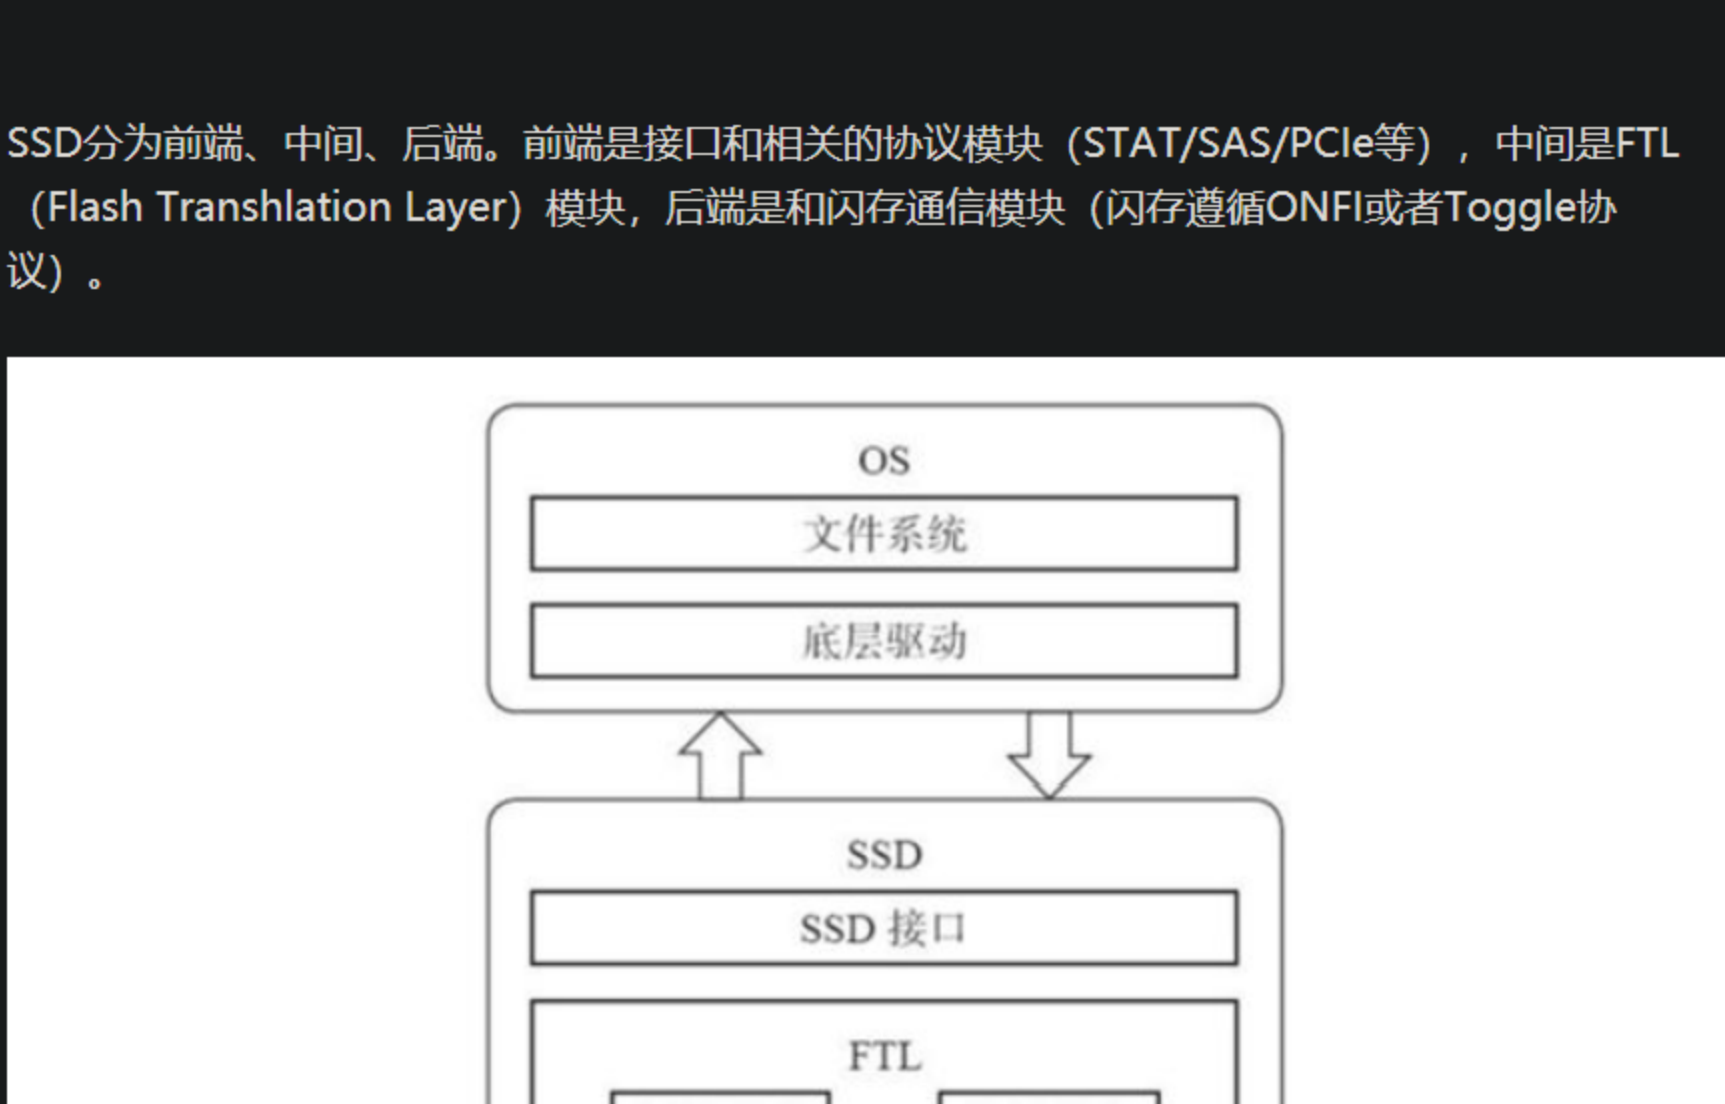 SSD分为前端、中间、后端。前端是接口和相关的协议模块（STAT/SAS/PCIe等），中间是FTL
（Flash Transhlation Layer）模块，后端是和闪存通信模块（闪存遵循ONFI或者Toggle协
议）。
OS
文件系统
底层驱动
SSD
SSD 接口
FTL